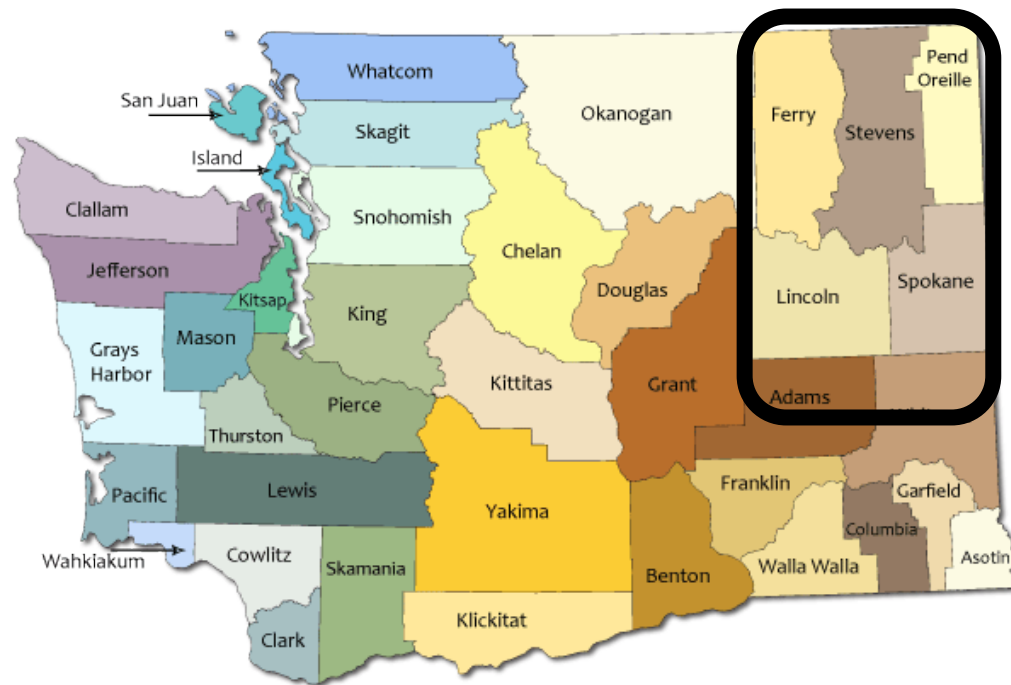 Whatcom
San Juan
Skagit
Island
Okanogan
Ferry
Stevens
Pend
Oreille
Clallam
Snohomish
Jefferson
Chelan
Kitsap
King
Douglas
Lincoln
Spokane
Mason
Grays
Harbor
Kittitas
Grant
Adams
Pierce
Thurston
Pacific
Lewis
Yakima
Franklin
Garfield
Columbia
Wahkiakum
Cowlitz
Skamania
Benton
Walla Walla
Asotin
Clark
Klickitat